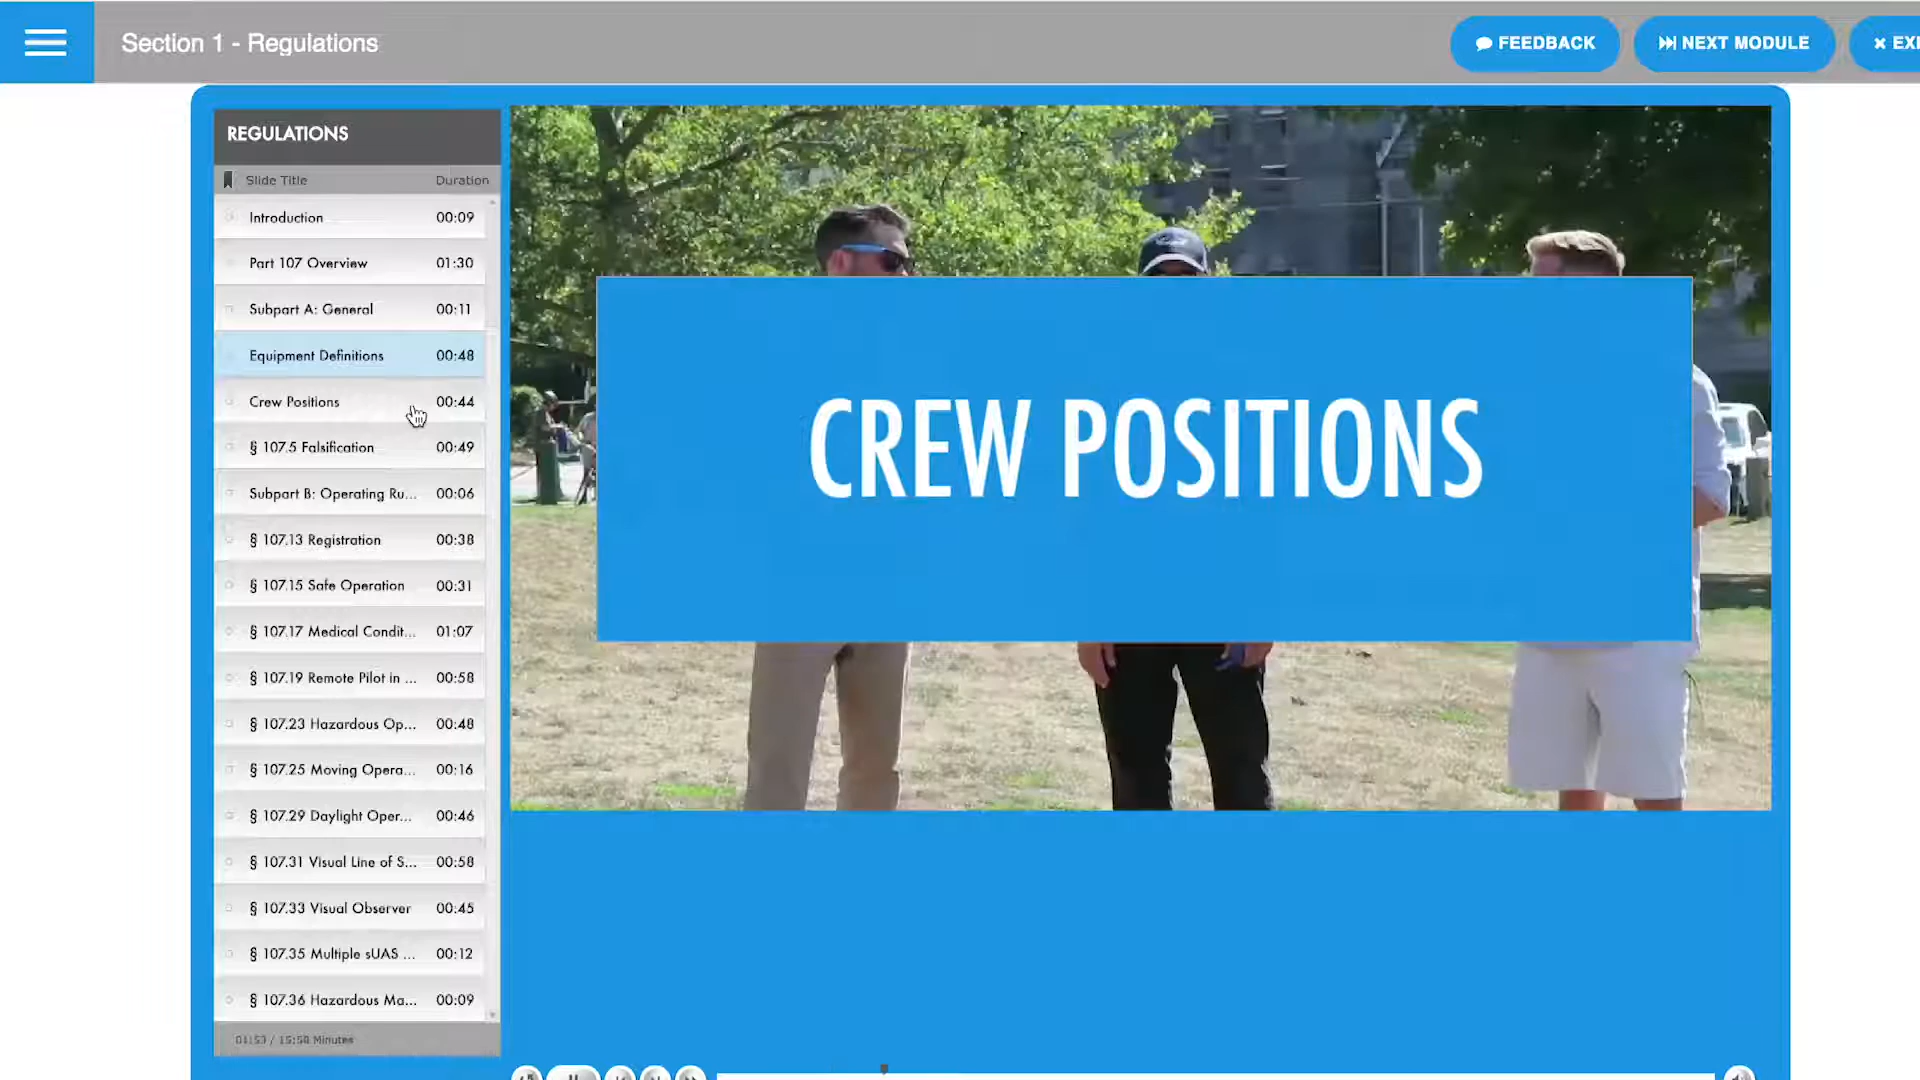 Section 1 - Regulations
FEEDBACK
NEXT MODULE
REGULATIONS
Slide Title Duration
Introduction 00:09
Part 107 Overview 01:30
Subpart A: General 00:11
Equipment Definitions 00:48
Crew Positions 00:44
§ 107.5 Falsification 00:49
Subpart B: Operating Ru... 00:06
§ 107.13 Registration 00:38
§ 107.15 Safe Operation 00:31
§ 107.17 Medical Condit... 01:07
§ 107.19 Remote Pilot in ... 00:58
§ 107.23 Hazardous Op... 00:48
§ 107.25 Moving Opera... 00:16
§ 107.29 Daylight Oper... 00:46
§ 107.31 Visual Line of S... 00:58
§ 107.33 Visual Observer 00:45
§ 107.35 Multiple sUAS ... 00:12
§ 107.36 Hazardous Ma... 00:09
01:53 / 15:58 Minutes
CREW POSITIONS